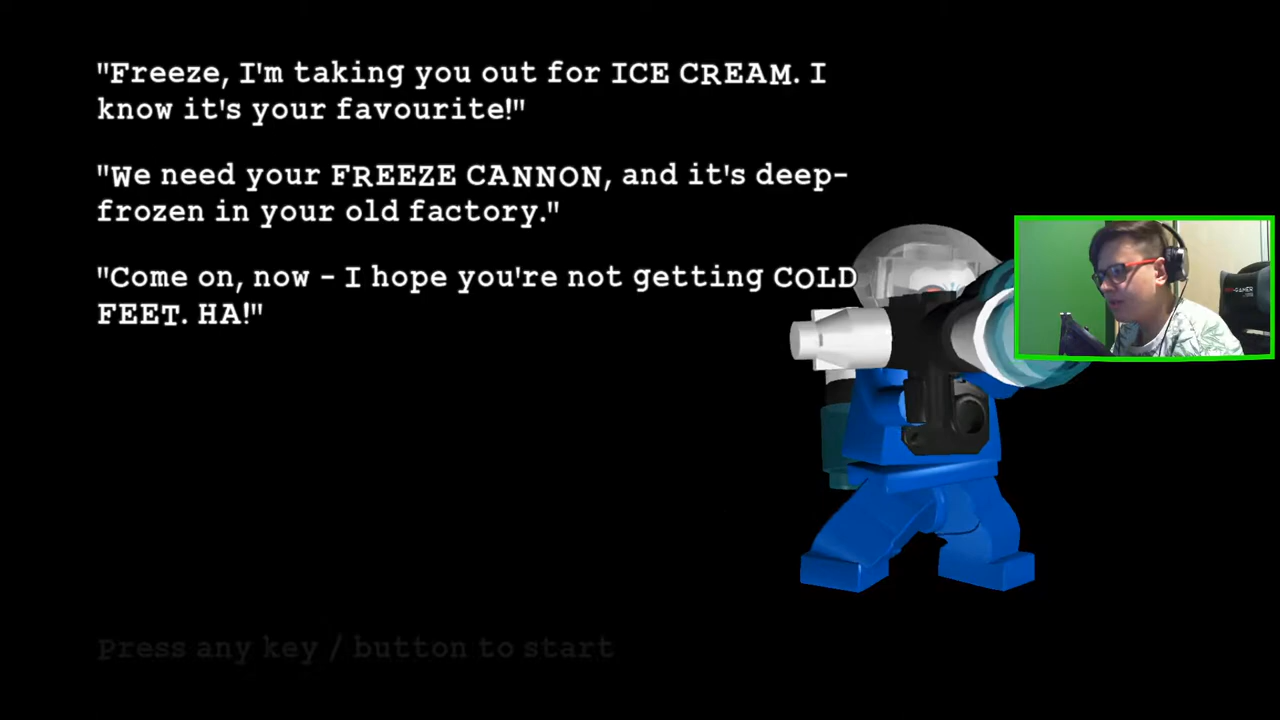 "Freeze, I'm taking you out for ICE CREAM. I
know it's your favourite!"
"We need your FREEZE CANNON, and it's deep-
frozen in your old factory."
"Come on, now - I hope you're not getting COLD
FEET. HA!"
Press any key / button to start